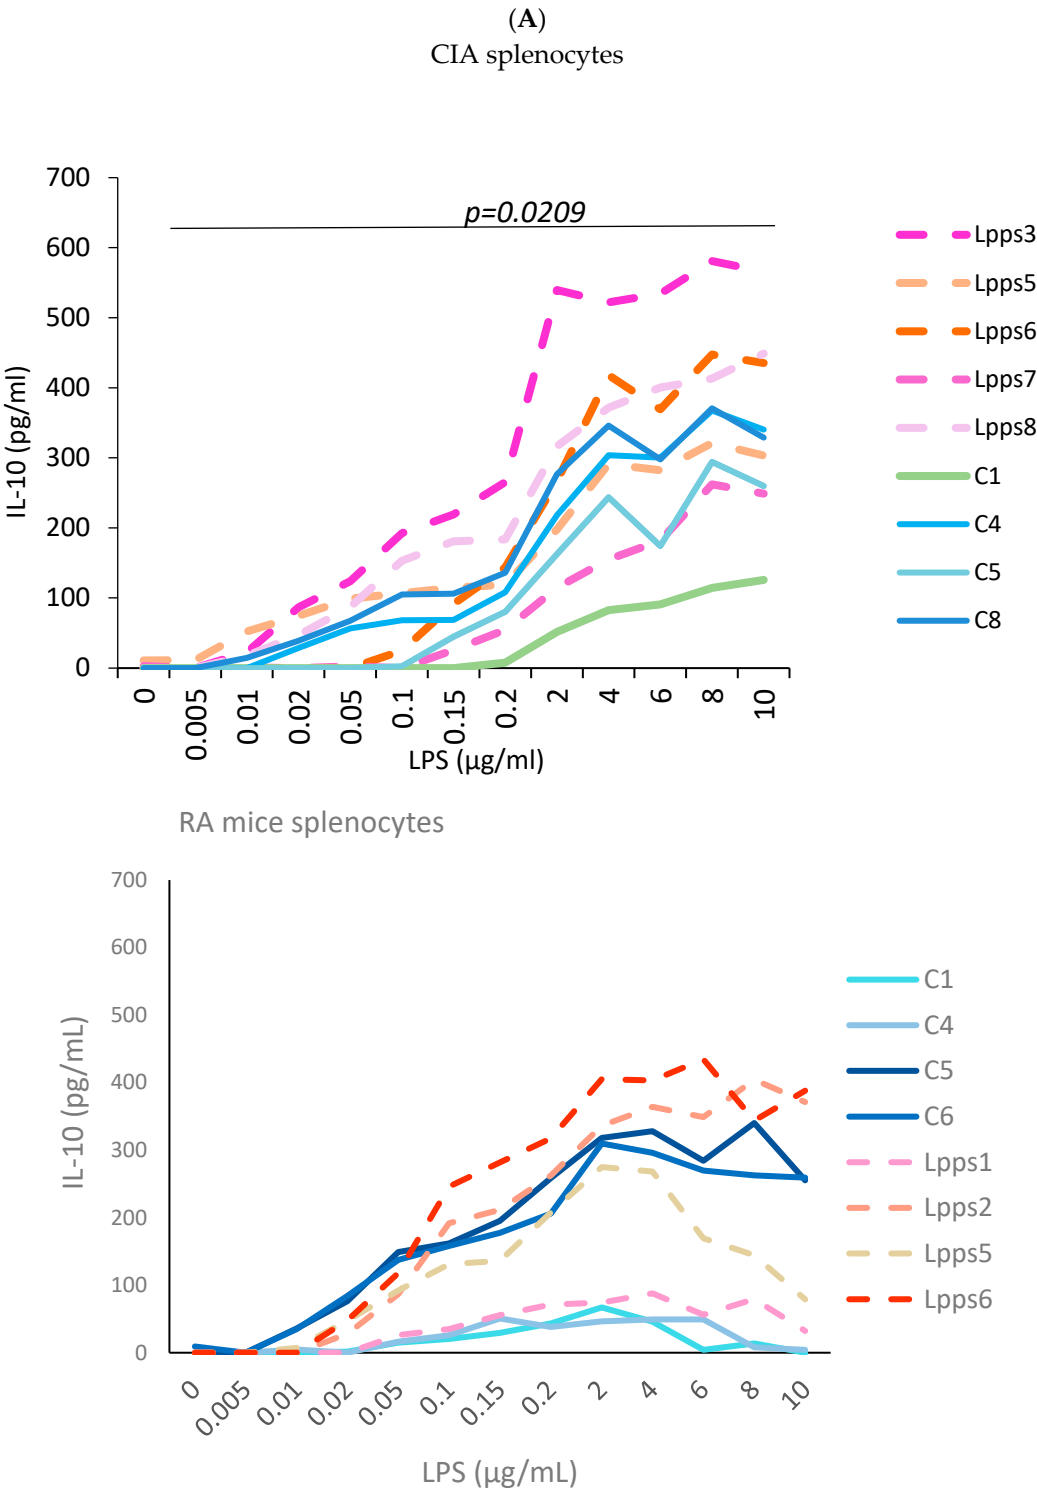 (A)
CIA splenocytes
700
600
500
400
300
200
100
0
IL-10 (pg/ml)
p=0.0209
0
0.005
0.01
0.02
0.05
0.1
0.15
0.2
2
4
6
8
10
LPS (µg/ml)
Lpps3
Lpps5
Lpps6
Lpps7
Lpps8
C1
C4
C5
C8
RA mice splenocytes
700
600
500
400
300
200
100
0
IL-10 (pg/mL)
0
0.005
0.01
0.02
0.05
0.1
0.15
0.2
2
4
6
8
10
LPS (µg/mL)
C1
C4
C5
C6
Lpps1
Lpps2
Lpps5
Lpps6